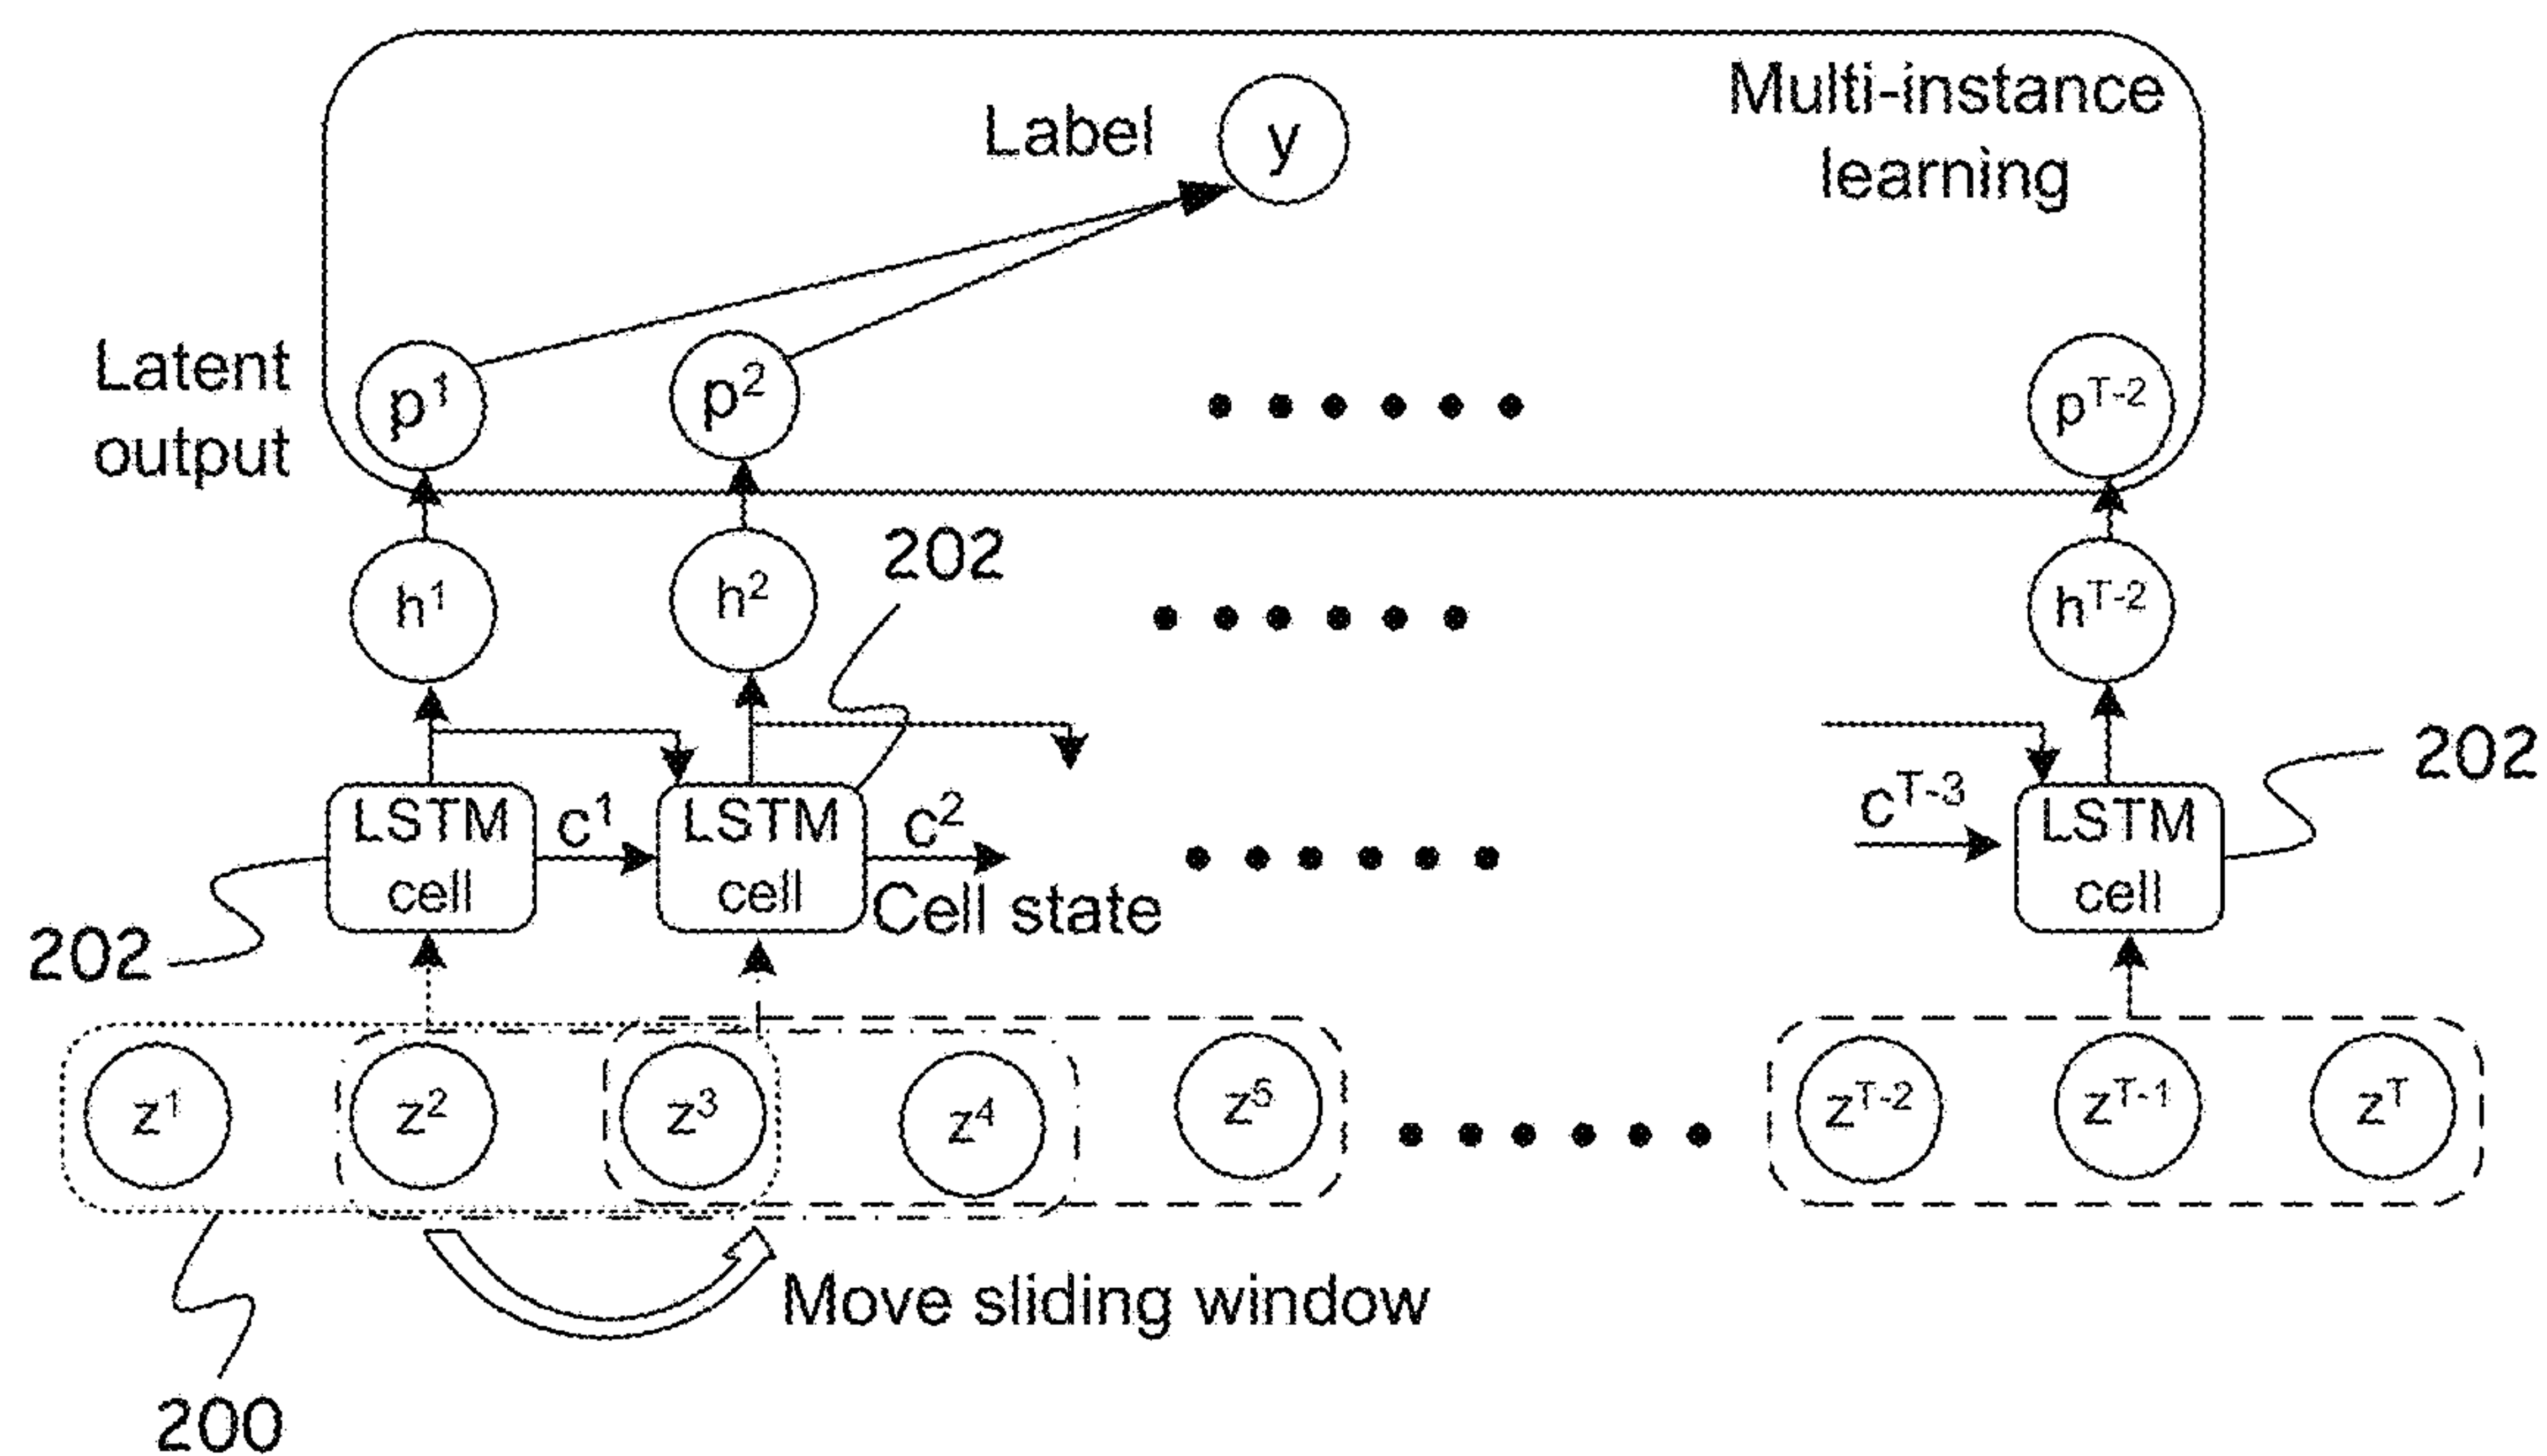 Label
y
Multi-instance
learning
Latent
output
p¹
p²
pᵀ⁻²
202
h¹
h²
hᵀ⁻²
202
LSTM
cell
c¹
LSTM
cell
c²
Cell state
cᵀ⁻³
LSTM
cell
202
z¹
z²
z³
z⁴
z⁵
zᵀ⁻²
zᵀ⁻¹
zᵀ
Move sliding window
200